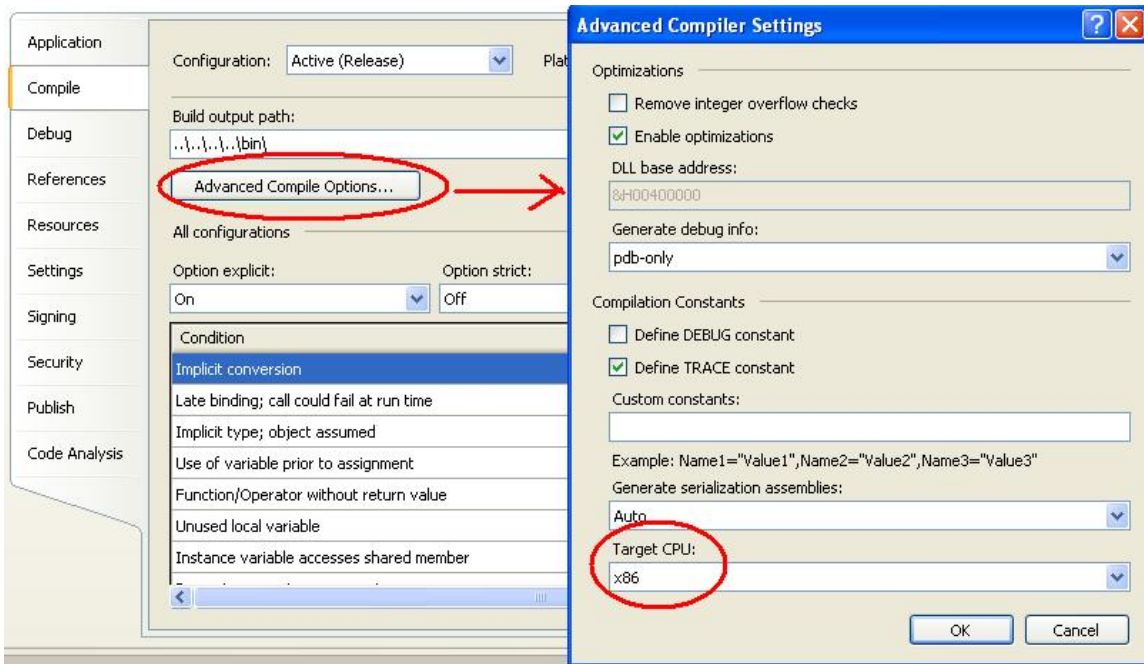 Application
Compile
Debug
References
Resources
Settings
Signing
Security
Publish
Code Analysis
Configuration: Active (Release) Plat
Build output path:
..\..\..\..\bin\
Advanced Compile Options...
All configurations
Option explicit: Option strict:
On Off
Condition
Implicit conversion
Late binding; call could fail at run time
Implicit type; object assumed
Use of variable prior to assignment
Function/Operator without return value
Unused local variable
Instance variable accesses shared member
Advanced Compiler Settings
Optimizations
Remove integer overflow checks
Enable optimizations
DLL base address:
&H00400000
Generate debug info:
pdb-only
Compilation Constants
Define DEBUG constant
Define TRACE constant
Custom constants:
Example: Name1="Value1",Name2="Value2",Name3="Value3"
Generate serialization assemblies:
Auto
Target CPU:
x86
OK Cancel